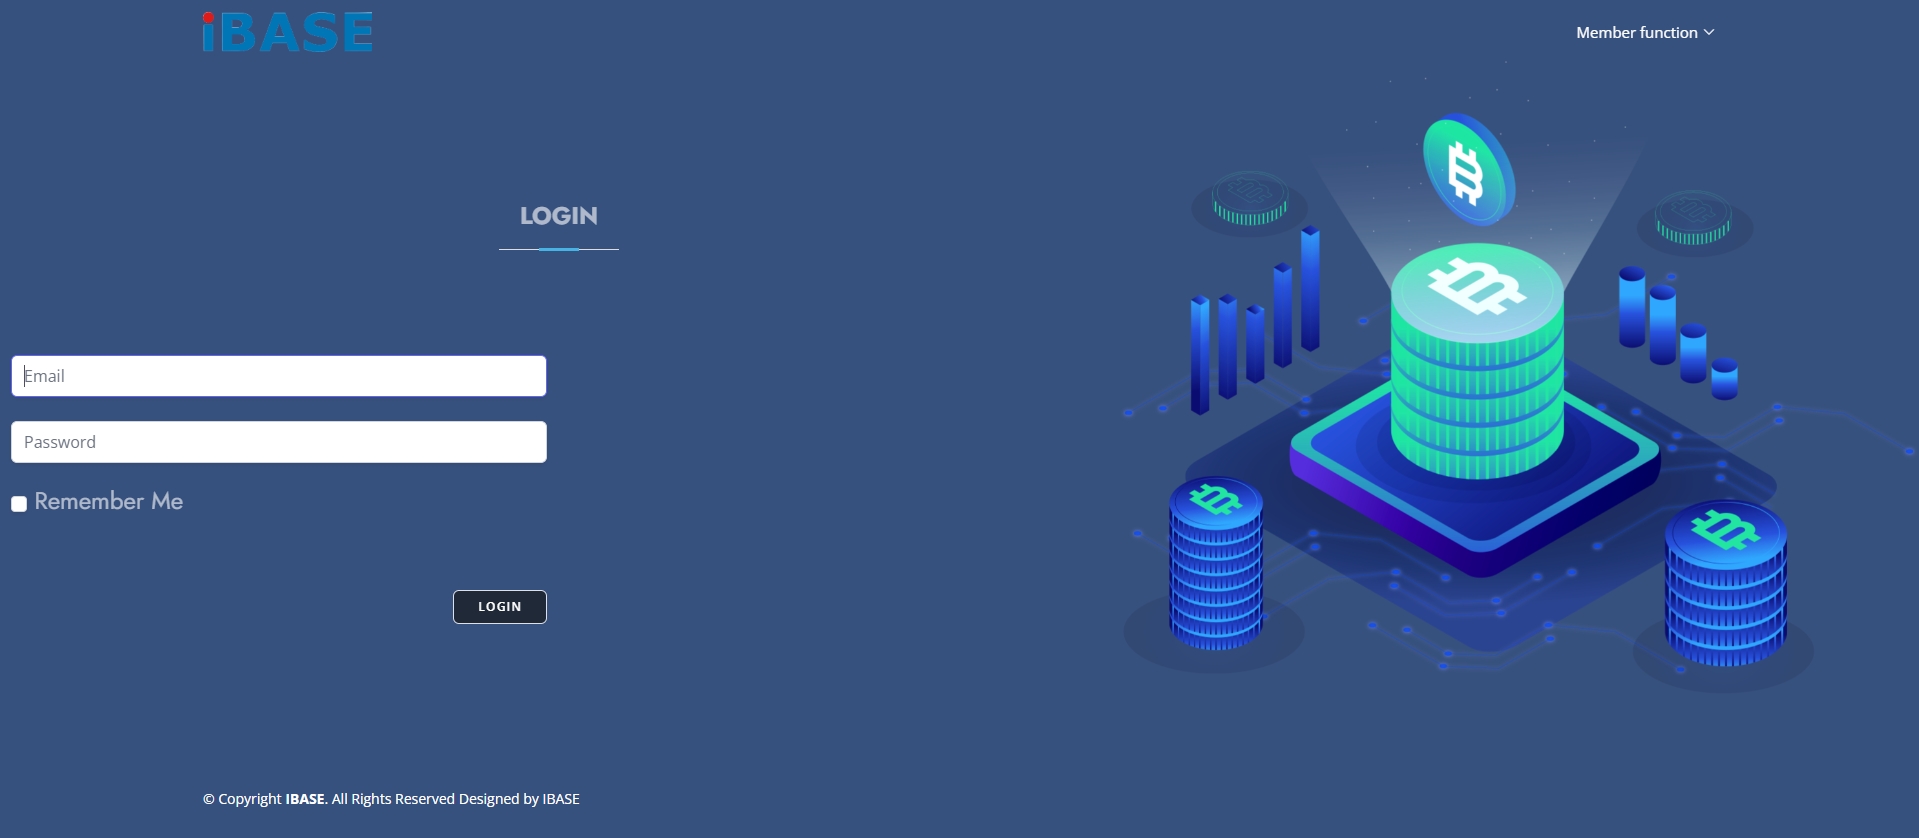 iBASE
Member function
LOGIN
Email
Password
Remember Me
LOGIN
© Copyright IBASE. All Rights Reserved Designed by IBASE